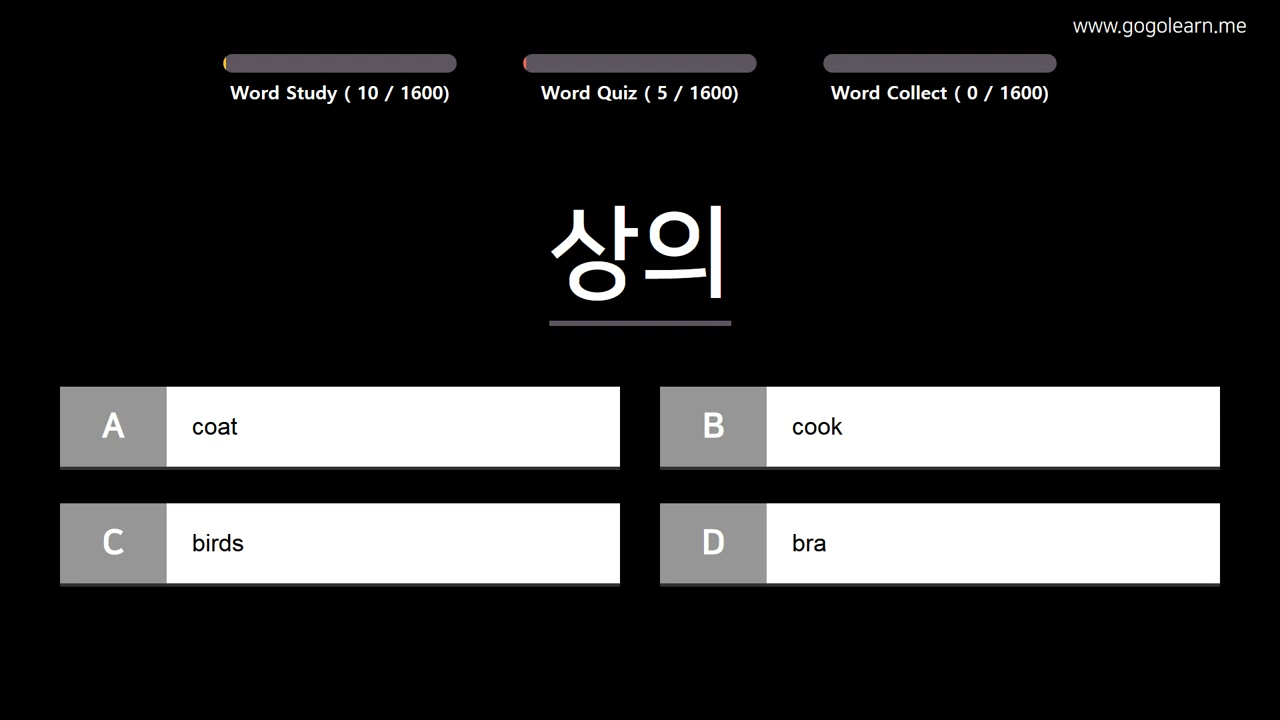 www.gogolearn.me
Word Study ( 10 / 1600)
Word Quiz ( 5 / 1600)
Word Collect ( 0 / 1600)
상의
A coat
B cook
C birds
D bra